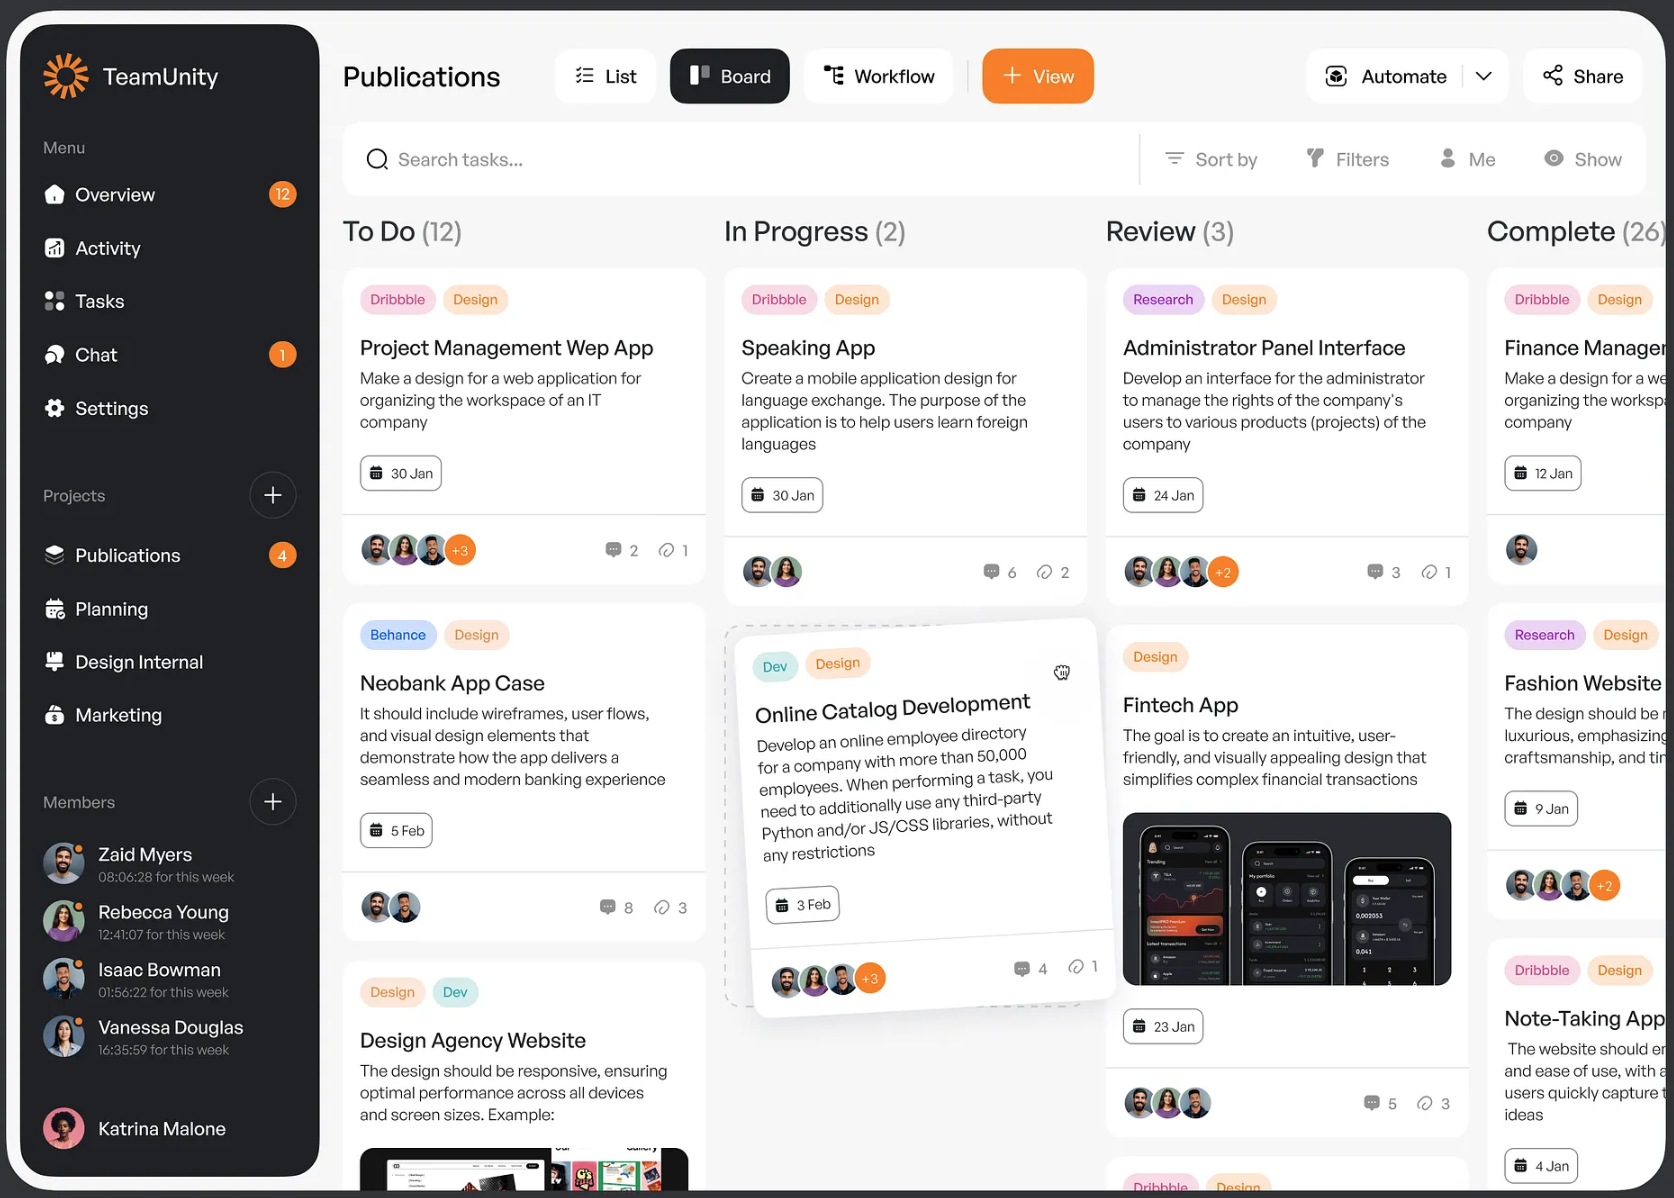 TeamUnity
Menu
Overview
12
Activity
Tasks
Chat
1
Settings
Projects
Publications
4
Planning
Design Internal
Marketing
Members
Zaid Myers
08:06:28 for this week
Rebecca Young
12:41:07 for this week
Isaac Bowman
01:56:22 for this week
Vanessa Douglas
16:35:59 for this week
Katrina Malone
Publications
List
Board
Workflow
+ View
Automate
Share
Search tasks...
Sort by
Filters
Me
Show
To Do (12)
Dribbble Design
Project Management Wep App
Make a design for a web application for
organizing the workspace of an IT
company
30 Jan
+3
2 1
Behance Design
Neobank App Case
It should include wireframes, user flows,
and visual design elements that
demonstrate how the app delivers a
seamless and modern banking experience
5 Feb
8 3
Design Dev
Design Agency Website
The design should be responsive, ensuring
optimal performance across all devices
and screen sizes. Example:
In Progress (2)
Dribbble Design
Speaking App
Create a mobile application design for
language exchange. The purpose of the
application is to help users learn foreign
languages
30 Jan
6 2
Dev Design
Online Catalog Development
Develop an online employee directory
for a company with more than 50,000
employees. When performing a task, you
need to additionally use any third-party
Python and/or JS/CSS libraries, without
any restrictions
3 Feb
+3
4 1
Review (3)
Research Design
Administrator Panel Interface
Develop an interface for the administrator
to manage the rights of the company's
users to various products (projects) of the
company
24 Jan
+2
3 1
Design
Fintech App
The goal is to create an intuitive, user-
friendly, and visually appealing design that
simplifies complex financial transactions
Trending
My portfolio
Latest transactions
0,002053
0,041
1 2 3
23 Jan
5 3
Dribbble Design
Complete (26)
Dribbble Design
Finance Manager
Make a design for a we
organizing the workspa
company
12 Jan
Research Design
Fashion Website
The design should be
luxurious, emphasizing
craftsmanship, and tim
9 Jan
+2
Dribbble Design
Note-Taking App
The website should en
and ease of use, with a
users quickly capture t
ideas
4 Jan